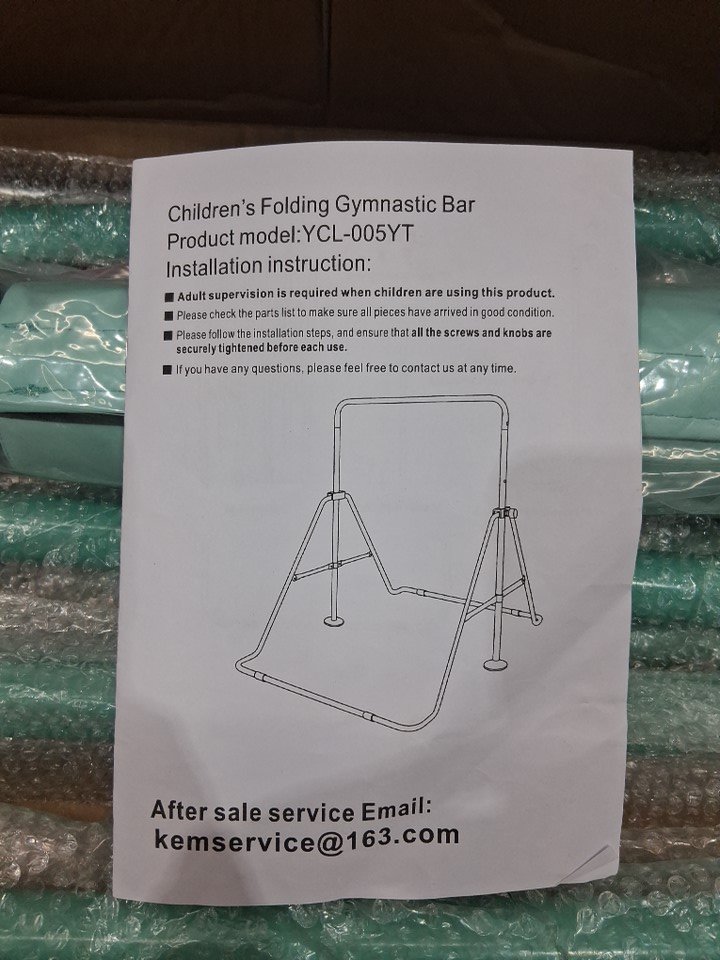 Children's Folding Gymnastic Bar
Product model:YCL-005YT
Installation instruction:
■ Adult supervision is required when children are using this product.
■ Please check the parts list to make sure all pieces have arrived in good condition.
■ Please follow the installation steps, and ensure that all the screws and knobs are
securely tightened before each use.
■ If you have any questions, please feel free to contact us at any time.
After sale service Email:
kemservice@163.com